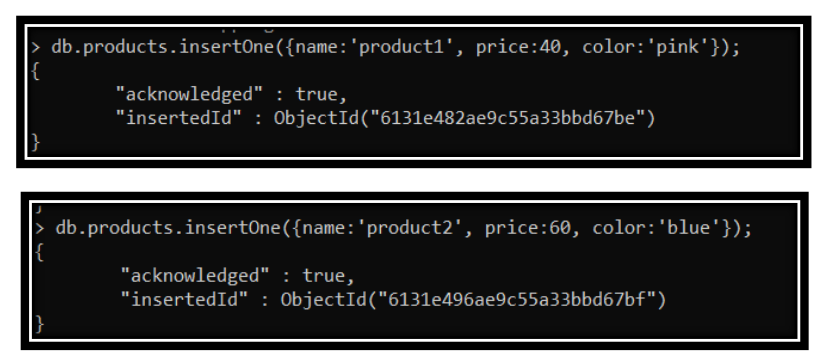 > db.products.insertOne({name:'product1', price:40, color:'pink'});
{
"acknowledged" : true,
"insertedId" : ObjectId("6131e482ae9c55a33bbd67be")
}
> db.products.insertOne({name:'product2', price:60, color:'blue'});
{
"acknowledged" : true,
"insertedId" : ObjectId("6131e496ae9c55a33bbd67bf")
}